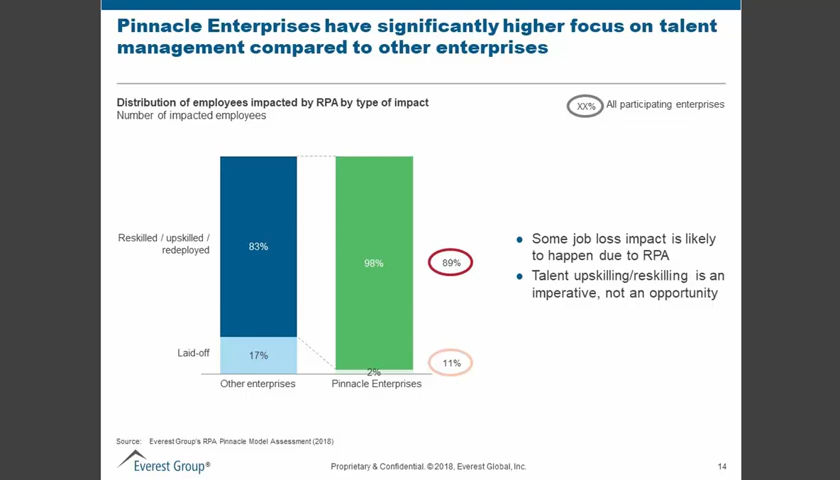 Pinnacle Enterprises have significantly higher focus on talent
management compared to other enterprises
Distribution of employees impacted by RPA by type of impact
Number of impacted employees
XX%
All participating enterprises
Reskilled / upskilled /
redeployed
83%
98%
89%
Laid-off
17%
2%
11%
Other enterprises
Pinnacle Enterprises
● Some job loss impact is likely
to happen due to RPA
● Talent upskilling/reskilling is an
imperative, not an opportunity
Source: Everest Group's RPA Pinnacle Model Assessment (2018)
Everest Group®
Proprietary & Confidential. © 2018, Everest Global, Inc.
14